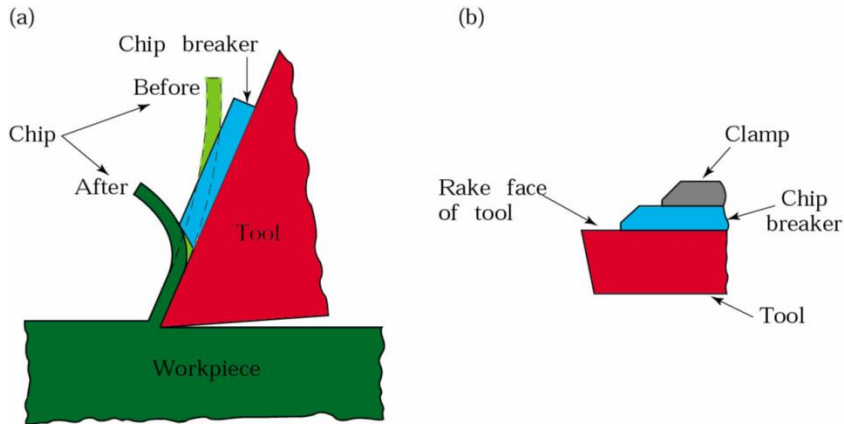 (a)
Chip breaker
Before
Chip
After
Tool
Workpiece
(b)
Clamp
Rake face
of tool
Chip
breaker
Tool